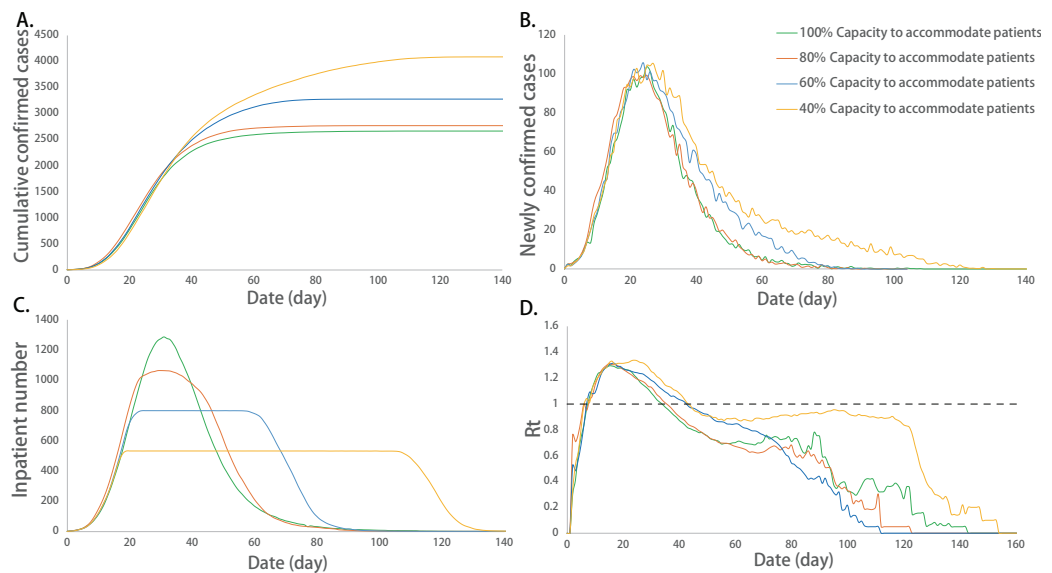 A.
Cumulative confirmed cases
4500
4000
3500
3000
2500
2000
1500
1000
500
0
0 20 40 60 80 100 120 140
Date (day)
B.
Newly confirmed cases
120
100
80
60
40
20
0
0 20 40 60 80 100 120 140
Date (day)
100% Capacity to accommodate patients
80% Capacity to accommodate patients
60% Capacity to accommodate patients
40% Capacity to accommodate patients
C.
Inpatient number
1400
1200
1000
800
600
400
200
0
0 20 40 60 80 100 120 140
Date (day)
D.
Rt
1.6
1.4
1.2
1
0.8
0.6
0.4
0.2
0
0 20 40 60 80 100 120 140 160
Date (day)